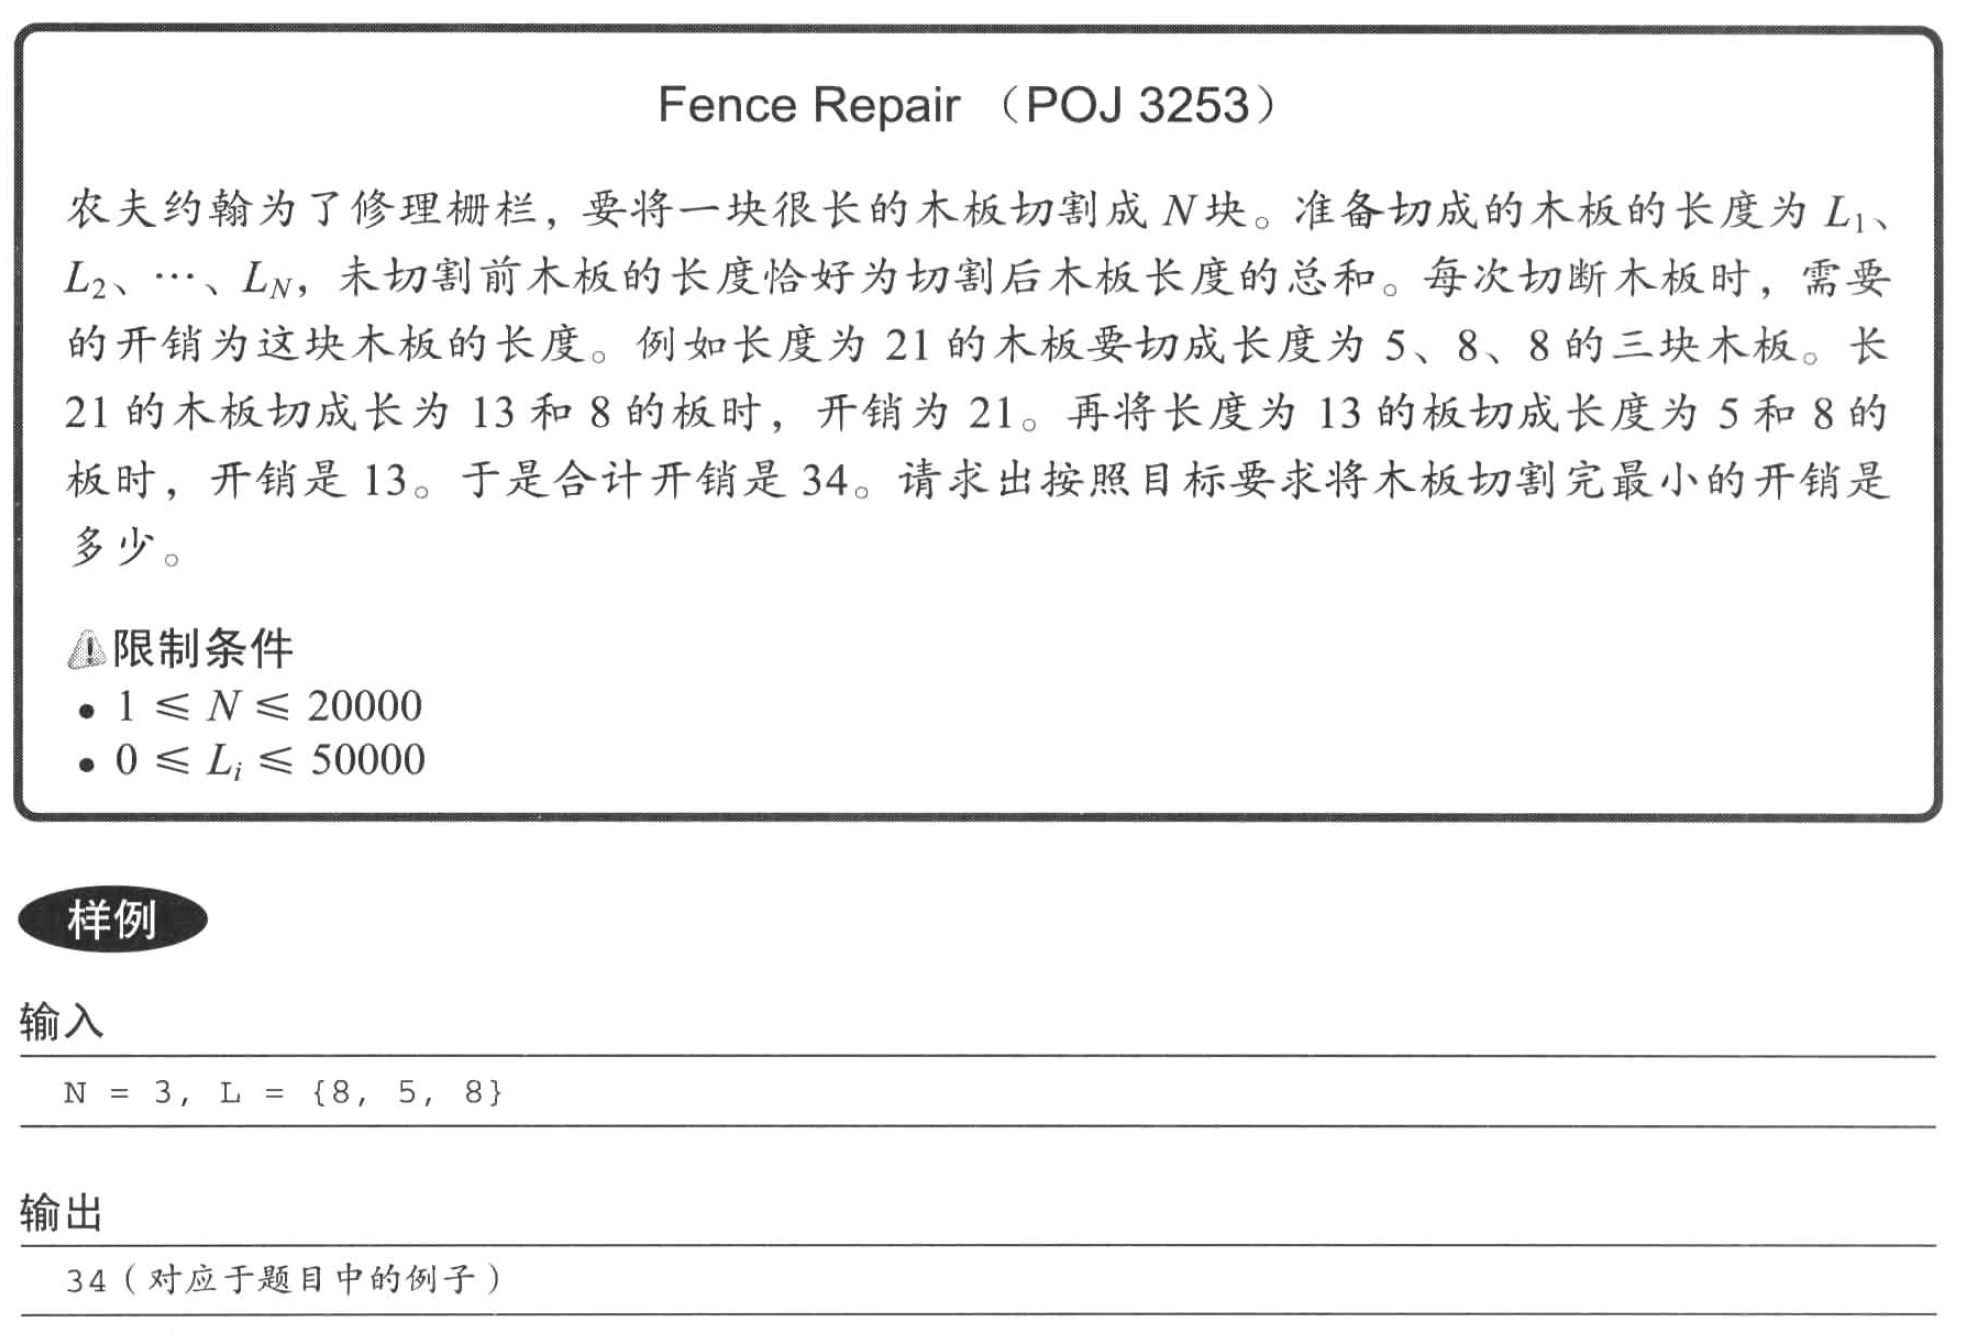 Fence Repair （POJ 3253）
农夫约翰为了修理栅栏，要将一块很长的木板切割成 N块。准备切成的木板的长度为 L₁、
L₂、…、L_N，未切割前木板的长度恰好为切割后木板长度的总和。每次切断木板时，需要
的开销为这块木板的长度。例如长度为 21 的木板要切成长度为 5、8、8 的三块木板。长
21 的木板切成长为 13 和 8 的板时，开销为 21。再将长度为 13 的板切成长度为 5 和 8 的
板时，开销是 13。于是合计开销是 34。请求出按照目标要求将木板切割完最小的开销是
多少。
限制条件
• 1 ≤ N ≤ 20000
• 0 ≤ Lᵢ ≤ 50000
样例
输入
N = 3, L = {8, 5, 8}
输出
34（对应于题目中的例子）